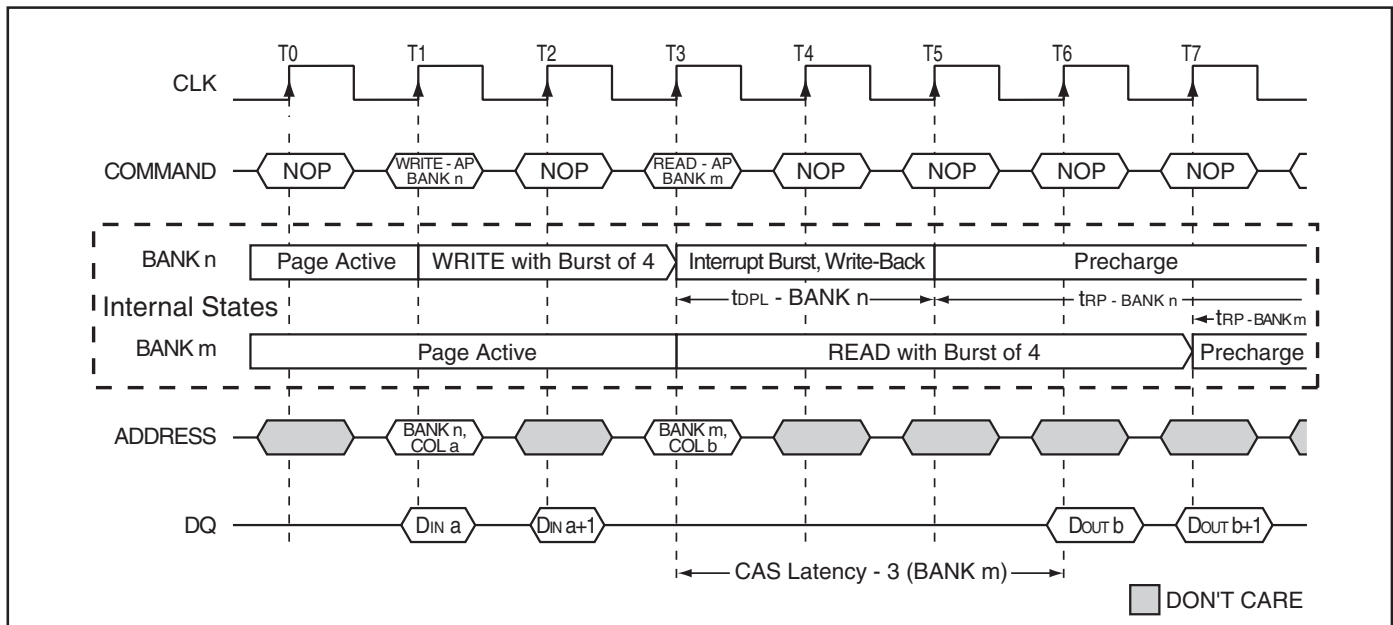 T0 T1 T2 T3 T4 T5 T6 T7
CLK
COMMAND NOP WRITE - AP BANK n NOP READ - AP BANK m NOP NOP NOP NOP
BANK n Page Active WRITE with Burst of 4 Interrupt Burst, Write-Back Precharge
tDPL - BANK n tRP - BANK n
Internal States
tRP - BANK m
BANK m Page Active READ with Burst of 4 Precharge
ADDRESS BANK n, COL a BANK m, COL b
DQ DIN a DIN a+1 DOUT b DOUT b+1
CAS Latency - 3 (BANK m)
DON'T CARE